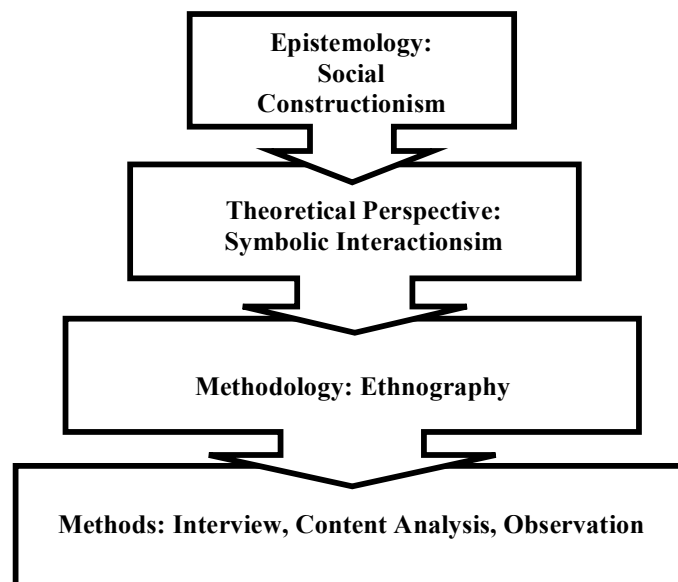 Epistemology:
Social
Constructionism
Theoretical Perspective:
Symbolic Interactionsim
Methodology: Ethnography
Methods: Interview, Content Analysis, Observation